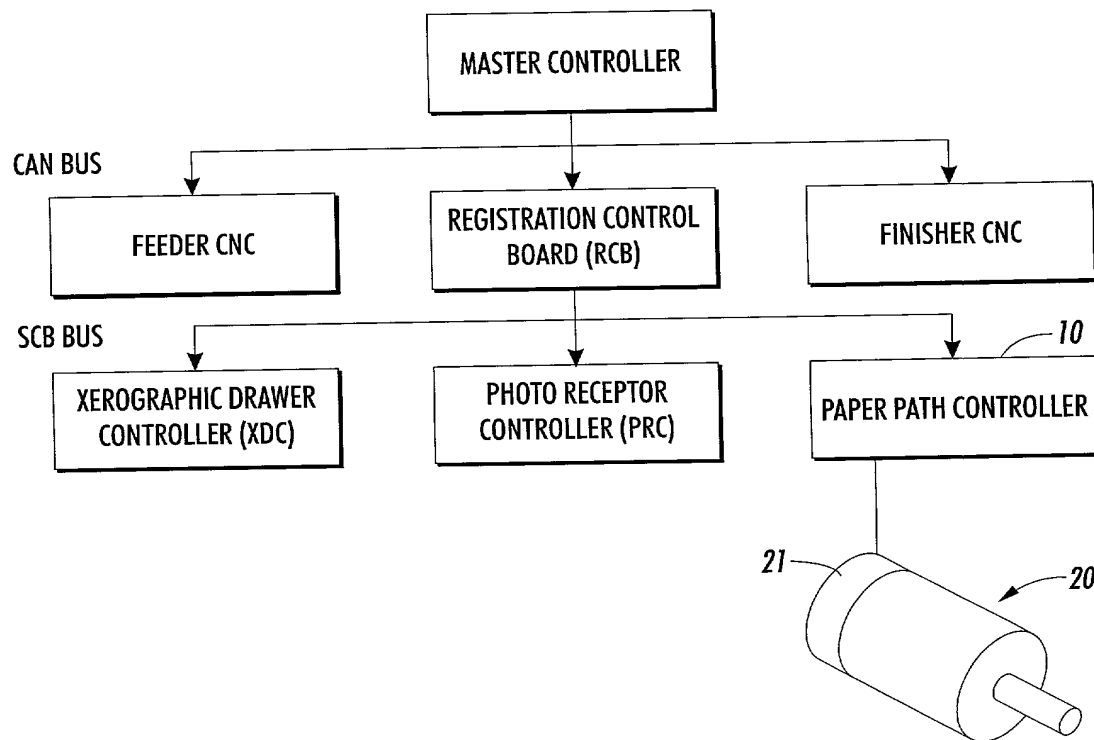 MASTER CONTROLLER
CAN BUS
FEEDER CNC
REGISTRATION CONTROL
BOARD (RCB)
FINISHER CNC
SCB BUS
10
XEROGRAPHIC DRAWER
CONTROLLER (XDC)
PHOTO RECEPTOR
CONTROLLER (PRC)
PAPER PATH CONTROLLER
21
20